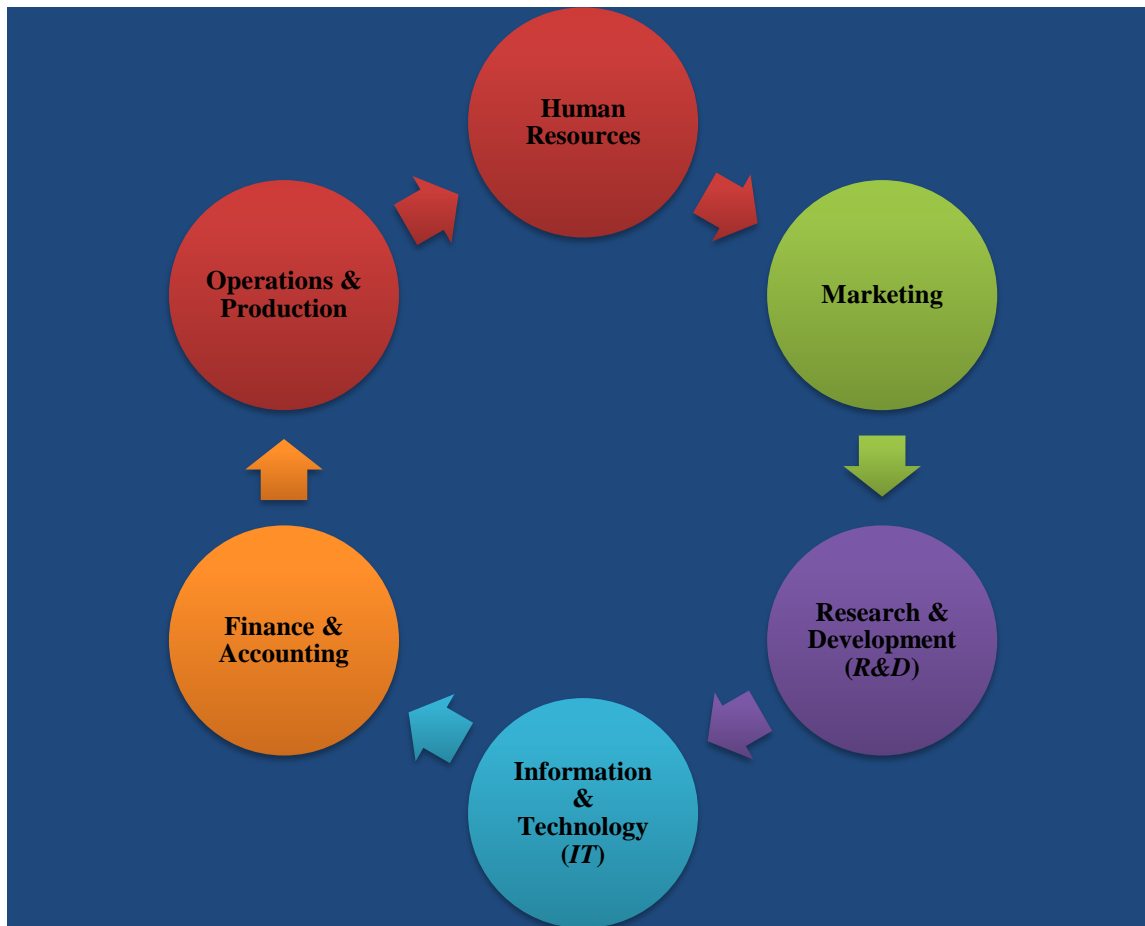 Human
Resources
Marketing
Research &
Development
(R&D)
Information
&
Technology
(IT)
Finance &
Accounting
Operations &
Production